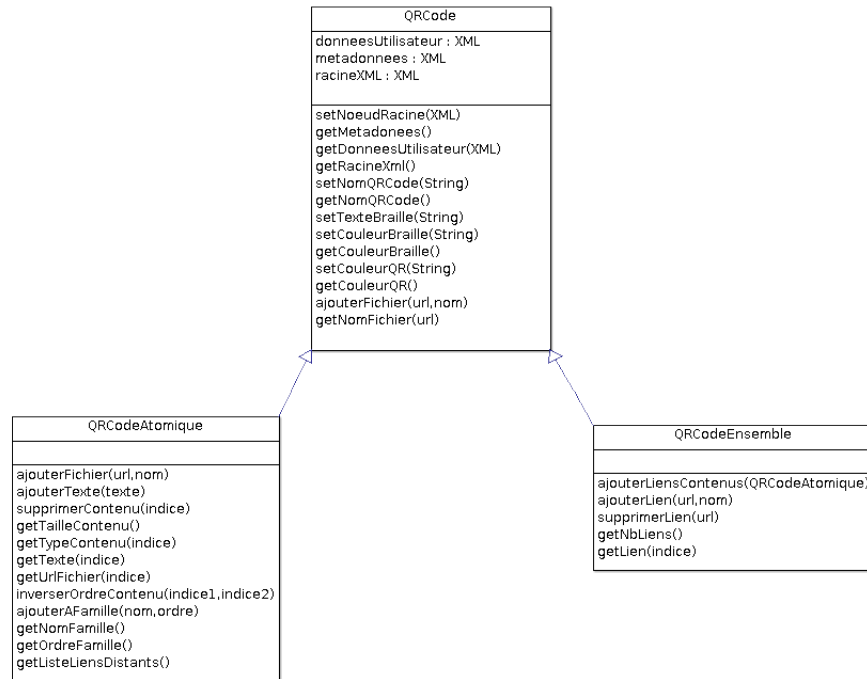 QRCode
donneesUtilisateur : XML
metadonnees : XML
racineXML : XML
setNoeudRacine(XML)
getMetadonees()
getDonneesUtilisateur(XML)
getRacineXml()
setNomQRCode(String)
getNomQRCode()
setTexteBraille(String)
setCouleurBraille(String)
getCouleurBraille()
setCouleurQR(String)
getCouleurQR()
ajouterFichier(url,nom)
getNomFichier(url)
QRCodeAtomique
ajouterFichier(url,nom)
ajouterTexte(texte)
supprimerContenu(indice)
getTailleContenu()
getTypeContenu(indice)
getTexte(indice)
getUrlFichier(indice)
inverserOrdreContenu(indice1,indice2)
ajouterAFamille(nom,ordre)
getNomFamille()
getOrdreFamille()
getListeLiensDistants()
QRCodeEnsemble
ajouterLiensContenus(QRCodeAtomique)
ajouterLien(url,nom)
supprimerLien(url)
getNbLiens()
getLien(indice)